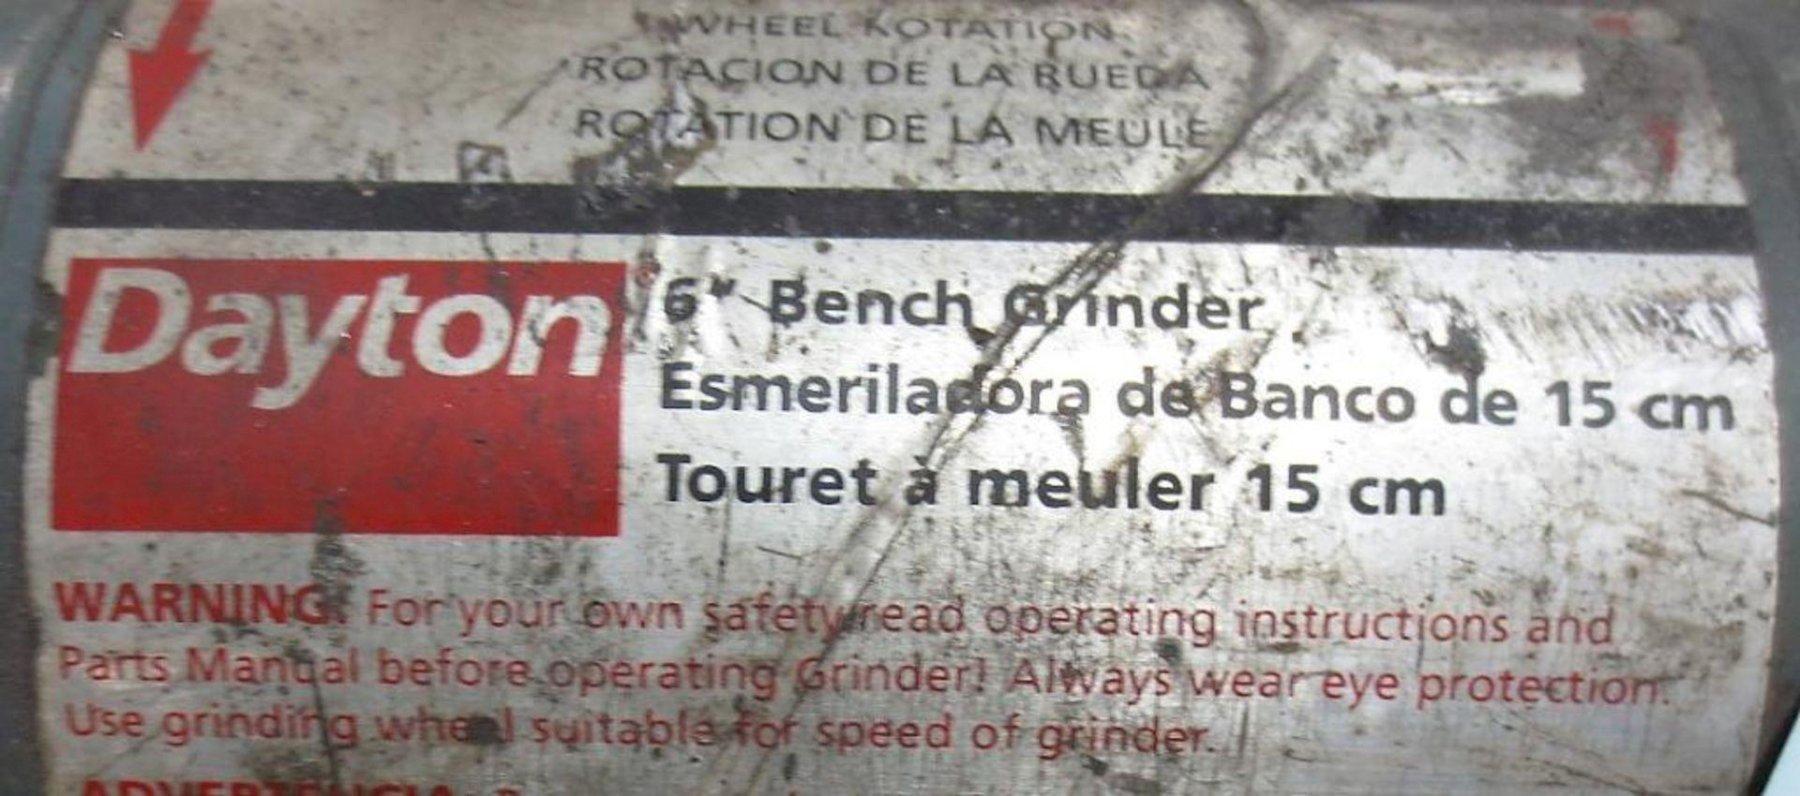 WHEEL ROTATION
ROTACION DE LA RUEDA
ROTATION DE LA MEULE
Dayton
6" Bench Grinder
Esmeriladora de Banco de 15 cm
Touret à meuler 15 cm
WARNING: For your own safety read operating instructions and
Parts Manual before operating Grinder! Always wear eye protection.
Use grinding wheel suitable for speed of grinder.
ADVERTENCIA: